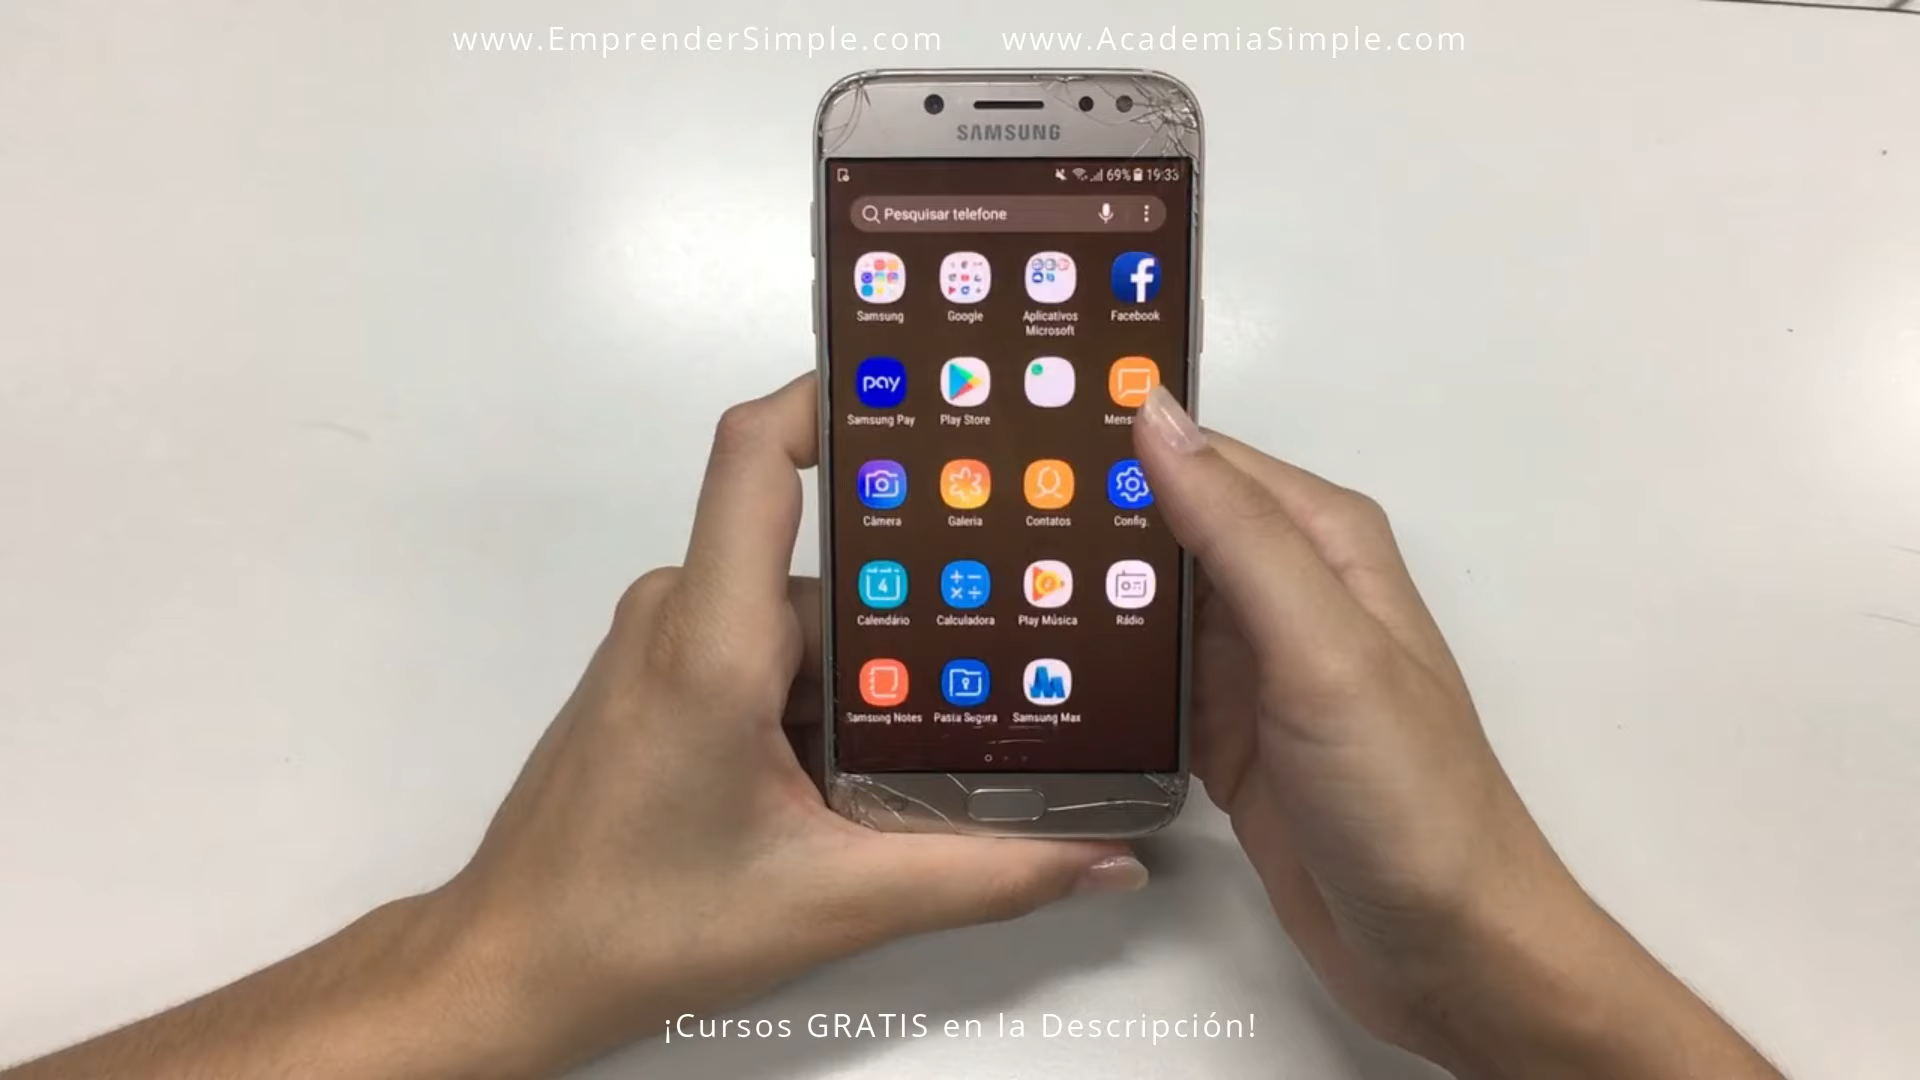 www.EmprenderSimple.com www.AcademiaSimple.com
SAMSUNG
69% 19:33
Pesquisar telefone
Samsung Google Aplicativos Microsoft Facebook
pay
Samsung Pay Play Store
Câmera Galeria Contatos Config.
4
Calendário Calculadora Play Música Rádio
Samsung Notes Pasta Segura Samsung Max
¡Cursos GRATIS en la Descripción!